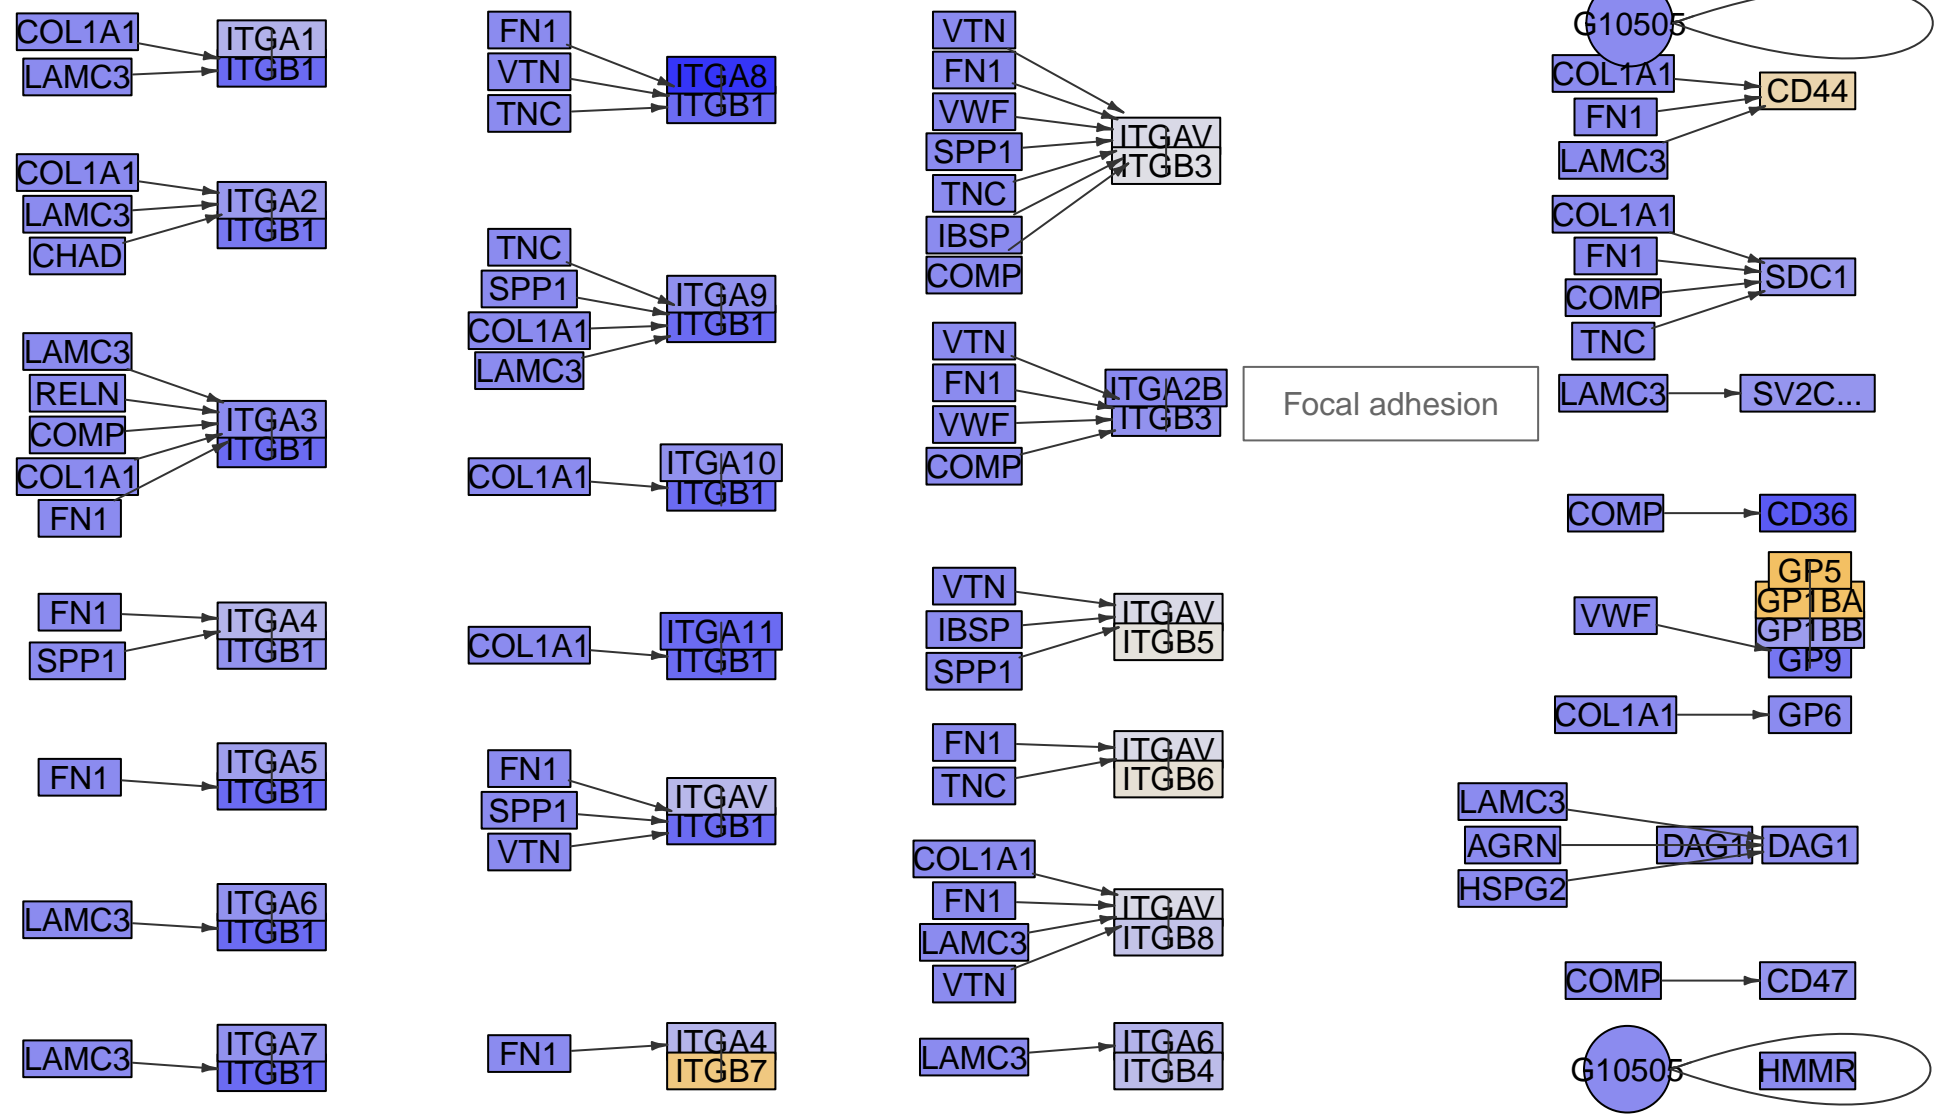 COL1A1
LAMC3
ITGA1
ITGB1
COL1A1
LAMC3
CHAD
ITGA2
ITGB1
LAMC3
RELN
COMP
COL1A1
FN1
ITGA3
ITGB1
FN1
SPP1
ITGA4
ITGB1
FN1
ITGA5
ITGB1
LAMC3
ITGA6
ITGB1
LAMC3
ITGA7
ITGB1
FN1
VTN
TNC
ITGA8
ITGB1
TNC
SPP1
COL1A1
LAMC3
ITGA9
ITGB1
COL1A1
ITGA10
ITGB1
COL1A1
ITGA11
ITGB1
FN1
SPP1
VTN
ITGAV
ITGB1
FN1
ITGA4
ITGB7
VTN
FN1
VWF
SPP1
TNC
IBSP
COMP
ITGAV
ITGB3
VTN
FN1
VWF
COMP
ITGA2B
ITGB3
Focal adhesion
VTN
IBSP
SPP1
ITGAV
ITGB5
FN1
TNC
ITGAV
ITGB6
COL1A1
FN1
LAMC3
VTN
ITGAV
ITGB8
LAMC3
ITGA6
ITGB4
G10505
COL1A1
FN1
LAMC3
CD44
COL1A1
FN1
COMP
TNC
SDC1
LAMC3
SV2C...
COMP
CD36
VWF
GP5
GP1BA
GP1BB
GP9
COL1A1
GP6
LAMC3
AGRN
HSPG2
DAG1
DAG1
COMP
CD47
G10505
HMMR